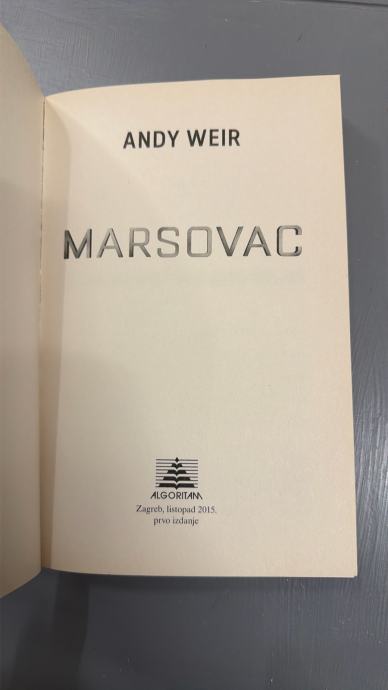 ANDY WEIR
MARSOVAC
ALGORITAM
Zagreb, listopad 2015.
prvo izdanje